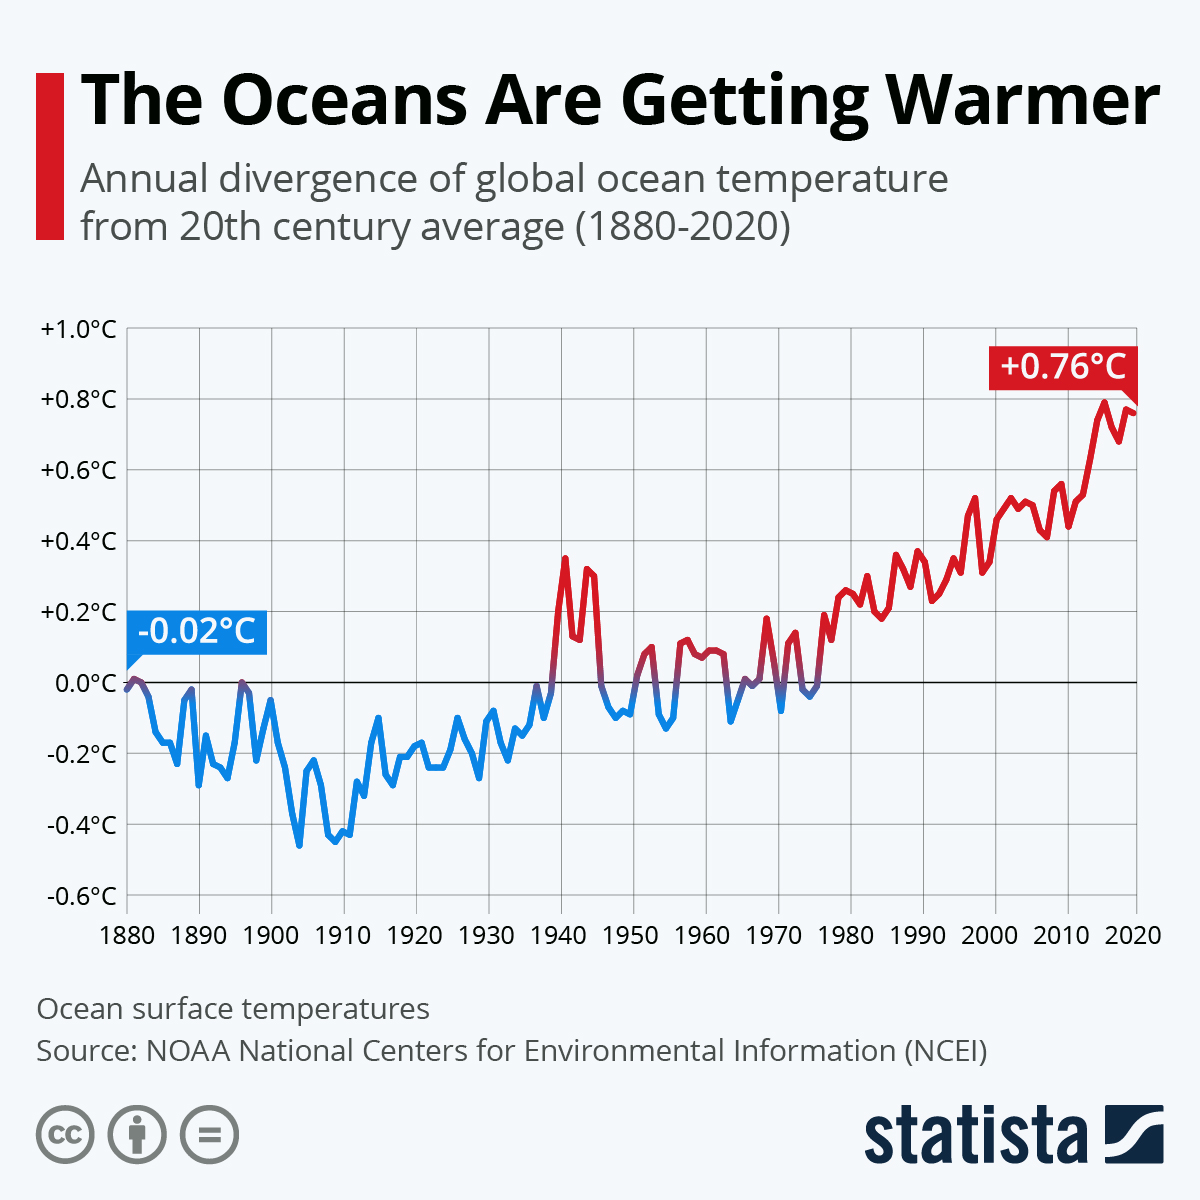 The Oceans Are Getting Warmer
Annual divergence of global ocean temperature
from 20th century average (1880-2020)
+1.0°C
+0.8°C
+0.6°C
+0.4°C
+0.2°C
0.0°C
-0.2°C
-0.4°C
-0.6°C
+0.76°C
-0.02°C
1880 1890 1900 1910 1920 1930 1940 1950 1960 1970 1980 1990 2000 2010 2020
Ocean surface temperatures
Source: NOAA National Centers for Environmental Information (NCEI)
cc
statista